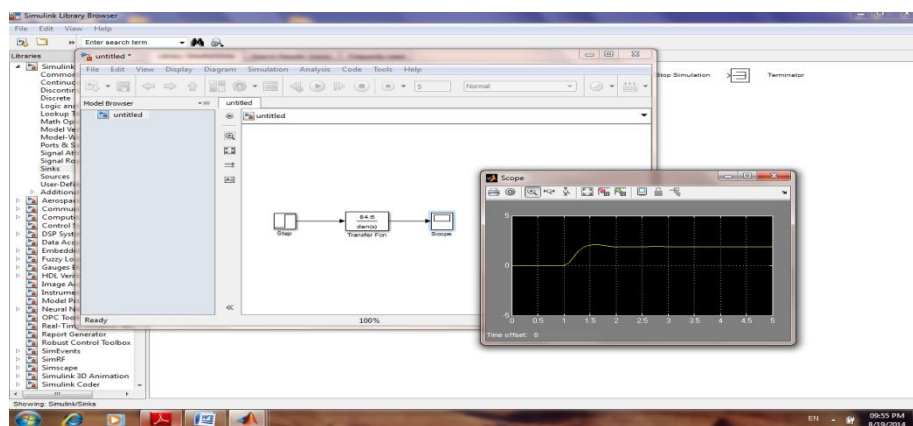 Simulink Library Browser
File Edit View Help
Enter search term
Libraries
Simulink
Common
Continuo
Discontin
Discrete
Logic an
Lookup T
Math Op
Model Ve
Model-W
Ports & S
Signal At
Signal Ro
Sinks
Sources
User-Defi
Addition
Aerospac
Commun
Compute
Control S
DSP Syst
Data Acq
Embedde
Fuzzy Lo
Gauges B
HDL Veri
Image A
Instrume
Model Pr
Neural N
OPC Too
Real-Tim
Report Generator
Robust Control Toolbox
SimEvents
SimRF
Simscape
Simulink 3D Animation
Simulink Coder
Showing: Simulink/Sinks
Stop Simulation
Terminator
untitled *
File Edit View Display Diagram Simulation Analysis Code Tools Help
5
Normal
Model Browser
untitled
untitled
untitled
Step
84.6
den(s)
Transfer Fcn
Scope
Ready
100%
Scope
5
0
-5
0 0.5 1 1.5 2 2.5 3 3.5 4 4.5 5
Time offset: 0
EN
09:55 PM
8/19/2014